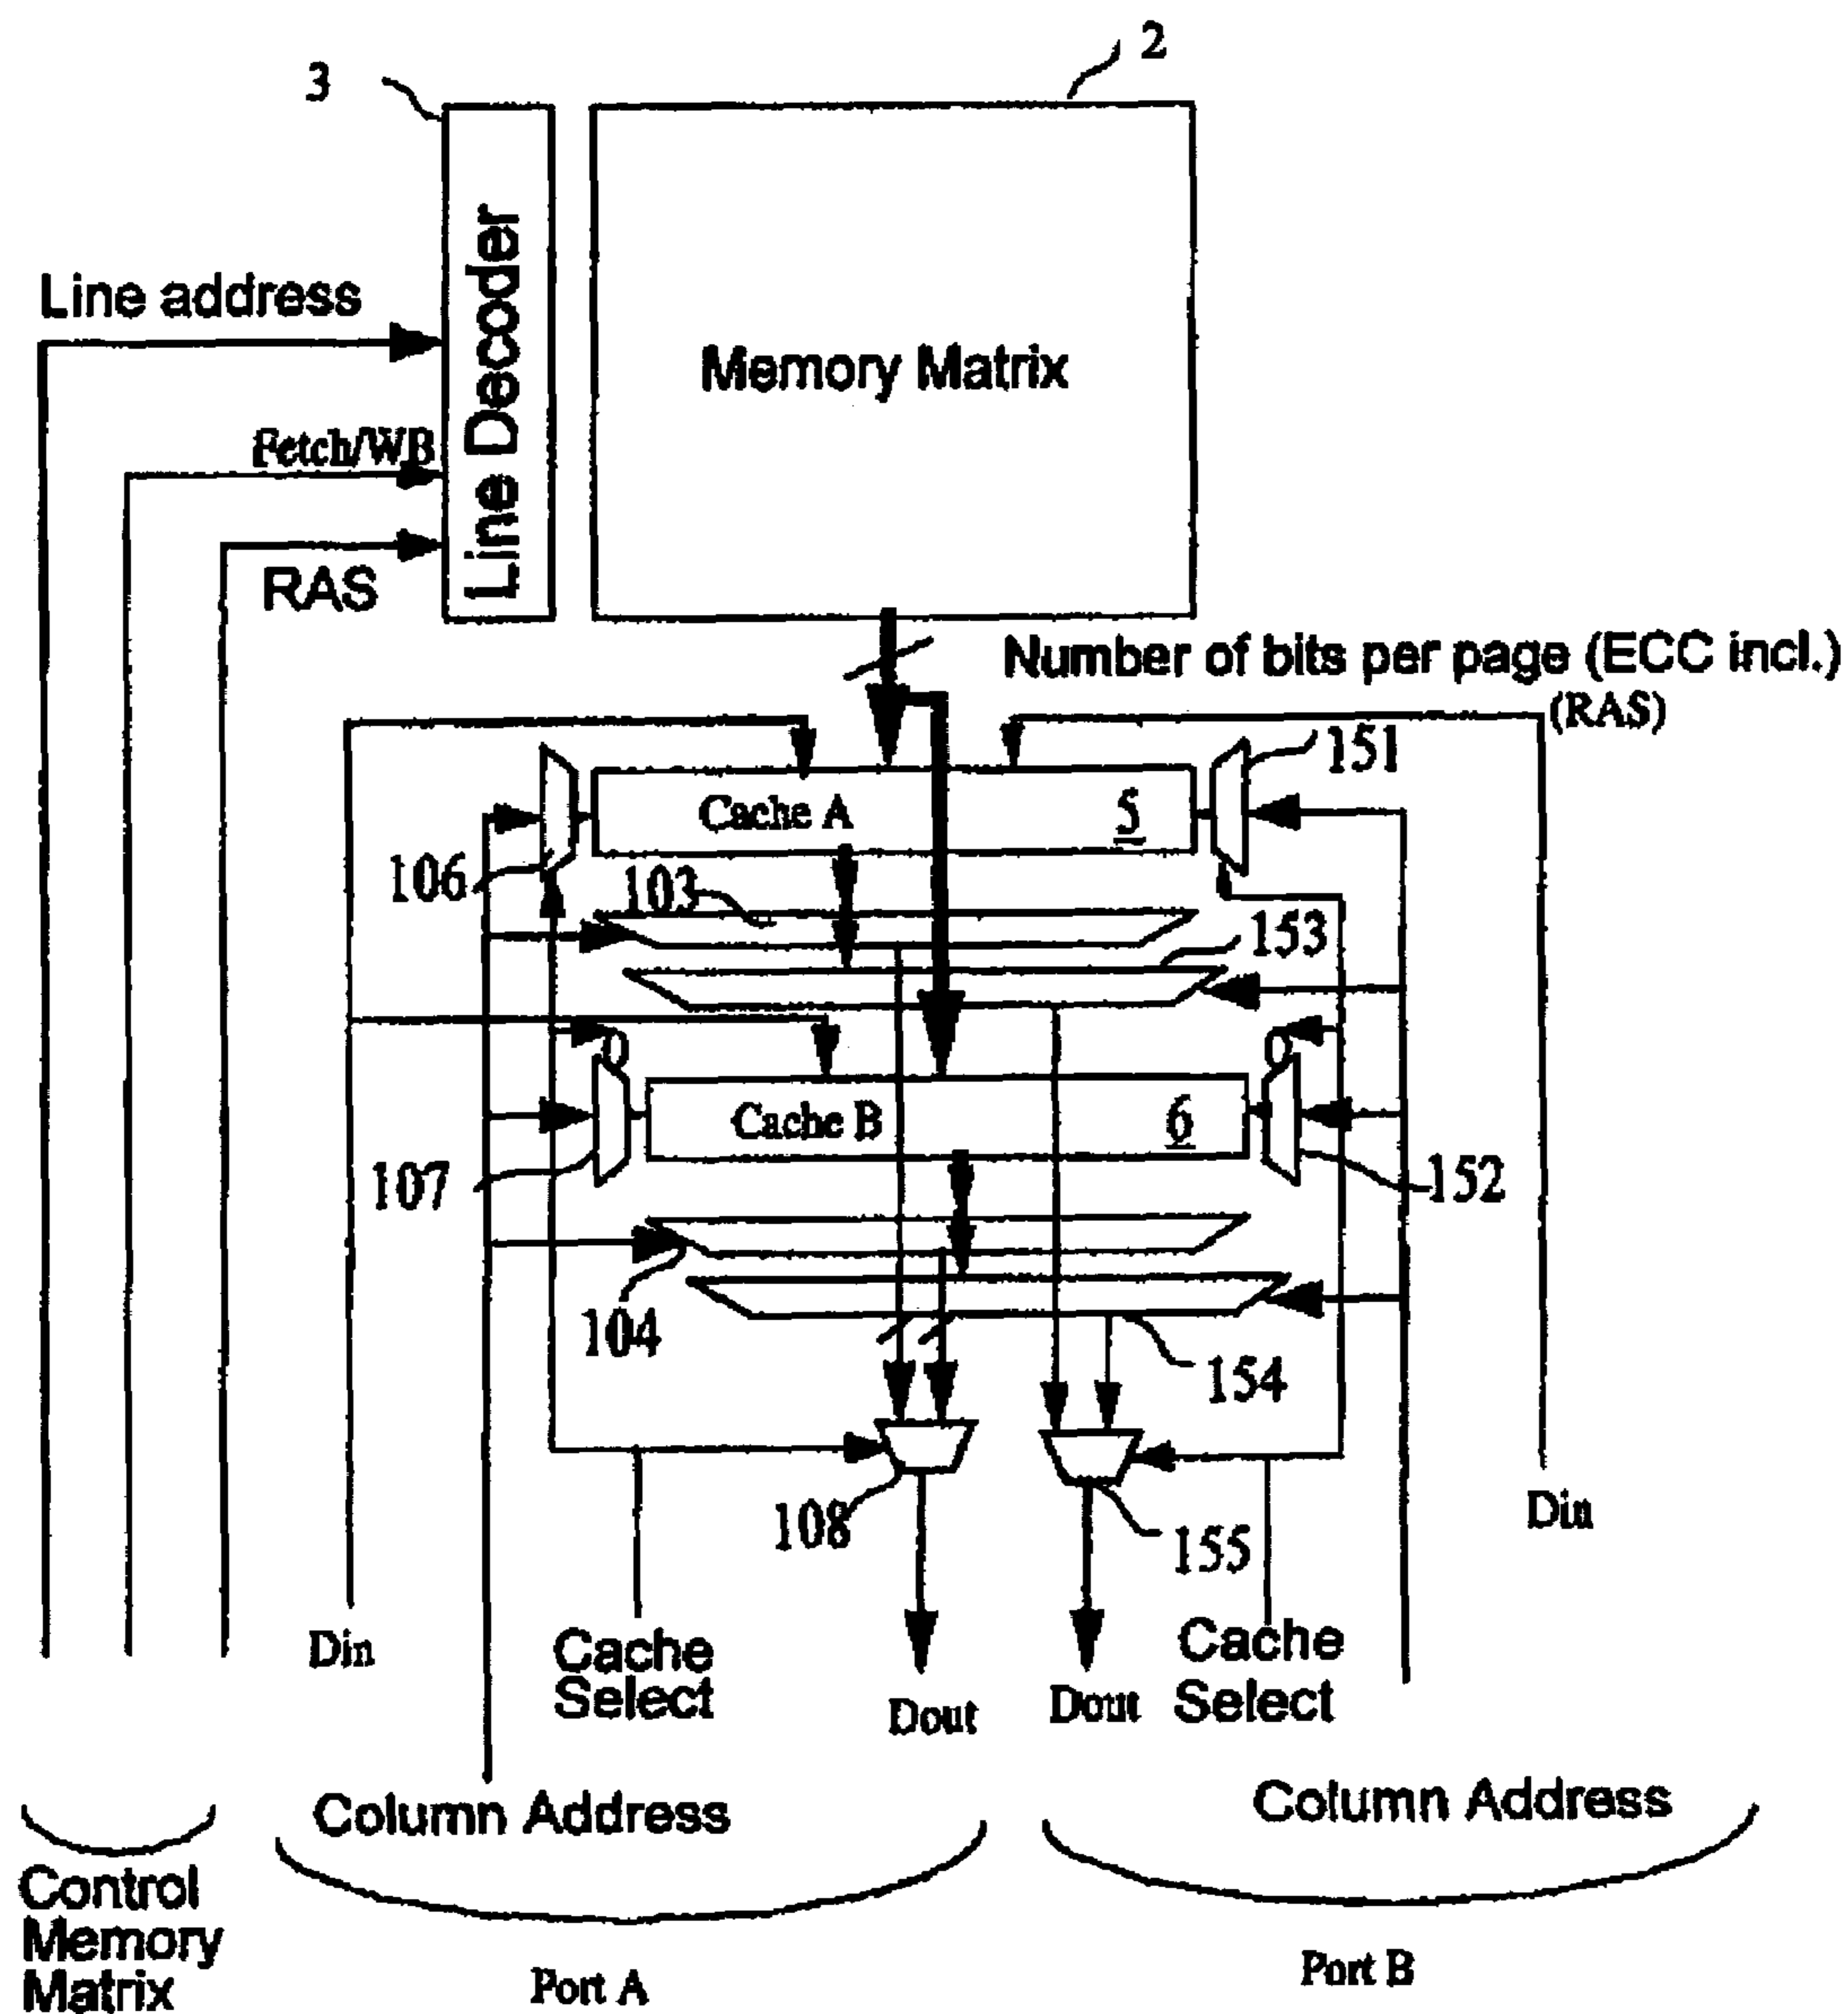 2
3
Line Decoder
Memory Matrix
Line address
Fetch/WB
RAS
Number of bits per page (ECC incl.)
(RAS)
151
Cache A
5
106
103
153
0
0
Cache B
6
107
152
104
154
108
155
Din
Din
Cache
Select
Dout
Dout
Cache
Select
Column Address
Column Address
Control
Memory
Matrix
Port A
Port B